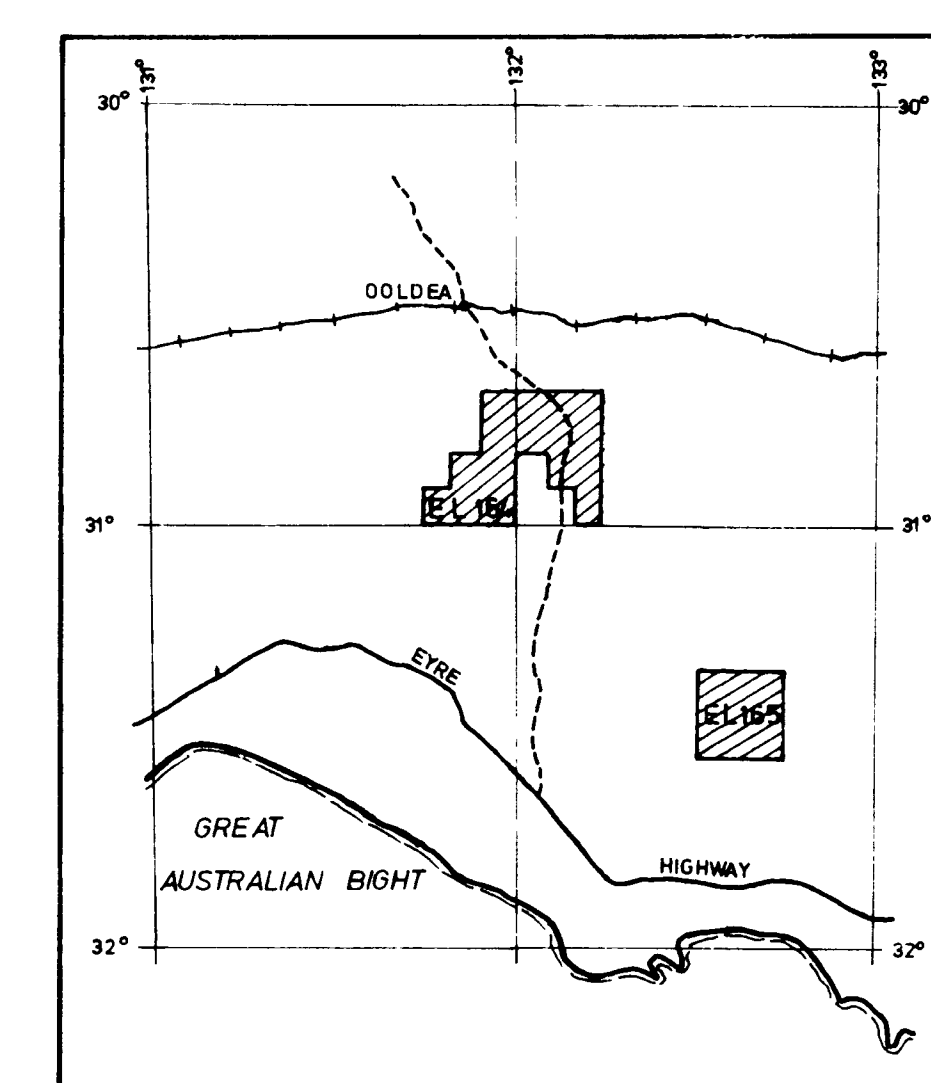 131°
132°
133°
30°
30°
OOLDEA
EL 164
31°
31°
EYRE
EL165
GREAT
AUSTRALIAN BIGHT
HIGHWAY
32°
32°